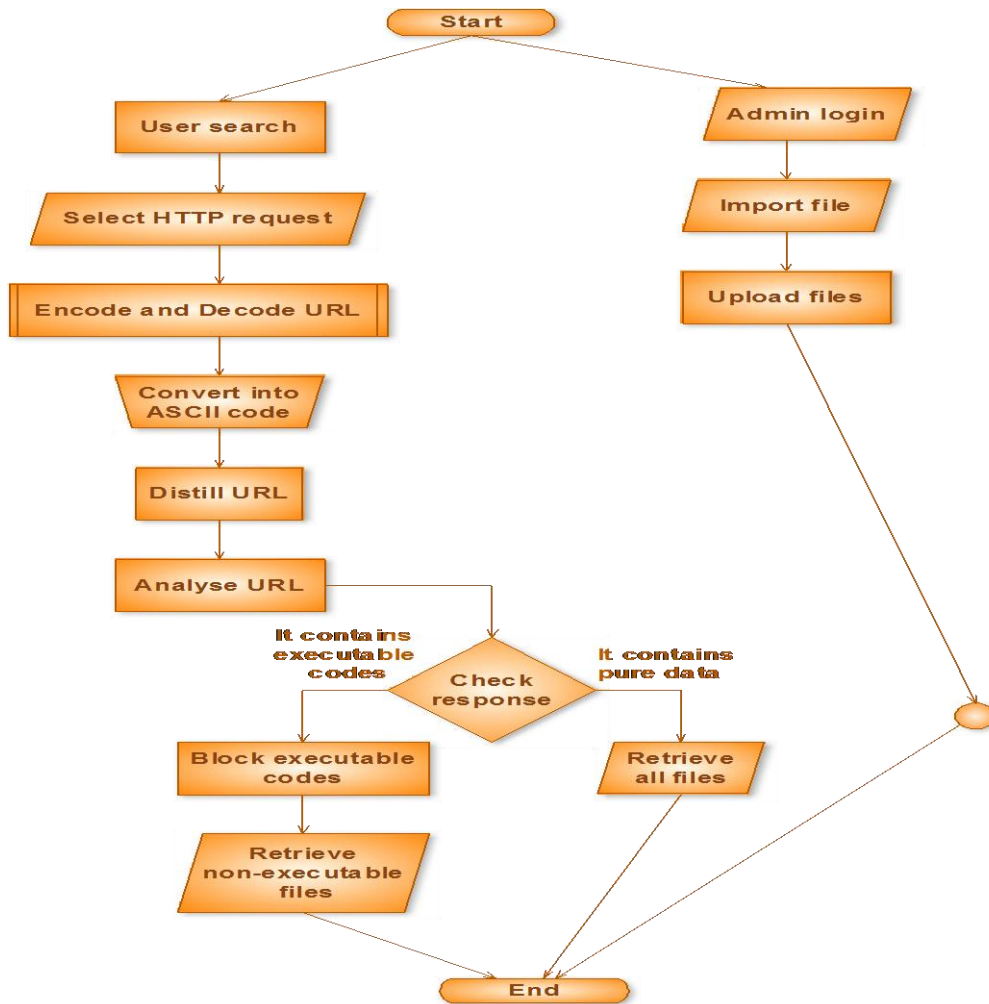 Start
User search
Select HTTP request
Encode and Decode URL
Convert into
ASCII code
Distill URL
Analyse URL
Check
response
It contains
executable
codes
Block executable
codes
Retrieve
non-executable
files
It contains
pure data
Retrieve
all files
Admin login
Import file
Upload files
End